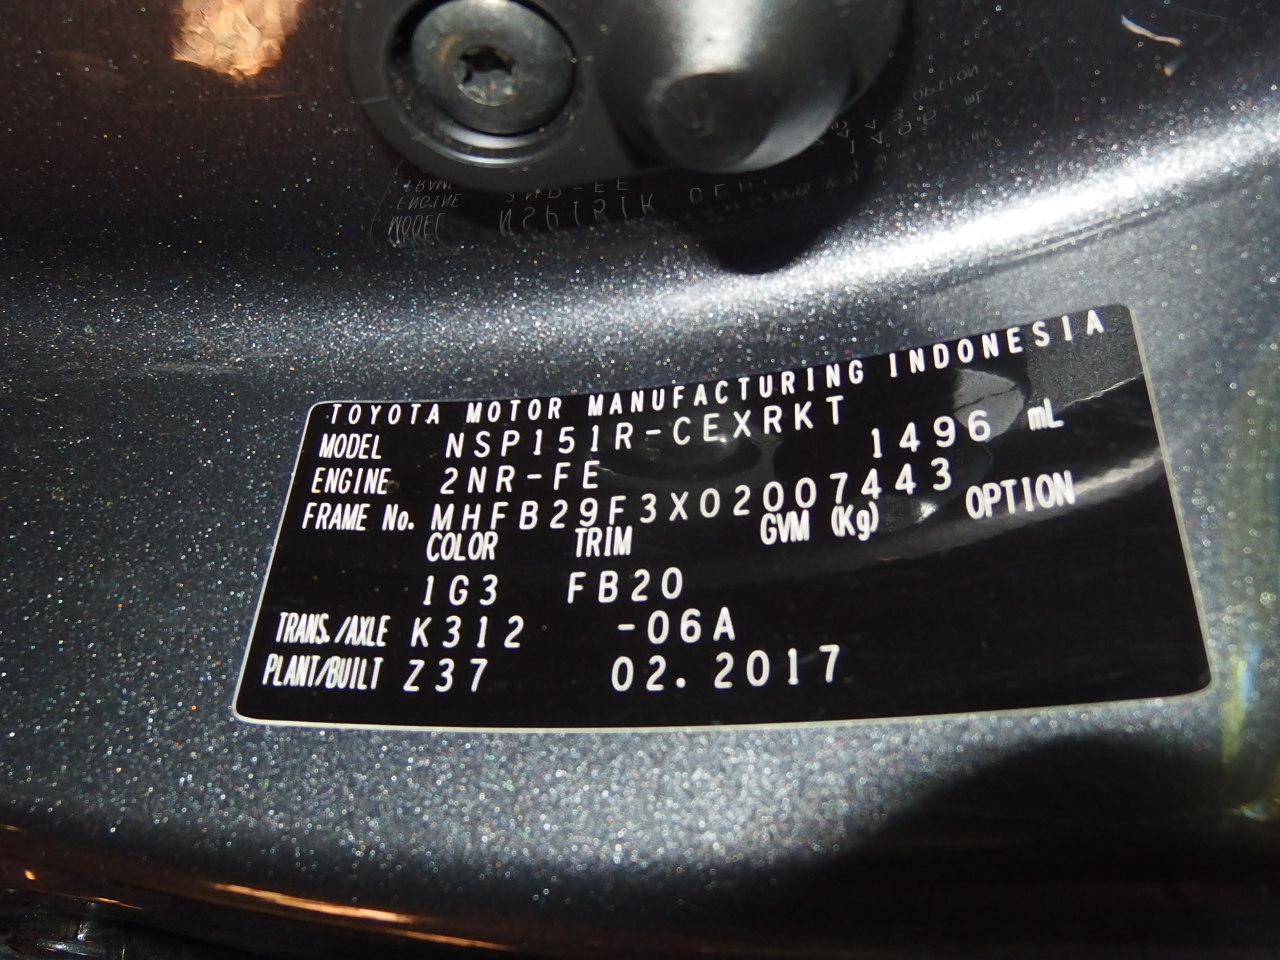 TOYOTA MOTOR MANUFACTURING INDONESIA
MODEL NSP151R-CEXRKT
ENGINE 2NR-FE 1496 mL
FRAME No. MHFB29F3X02007443
COLOR TRIM GVM (Kg) OPTION
1G3 FB20
TRANS./AXLE K312 -06A
PLANT/BUILT Z37 02.2017